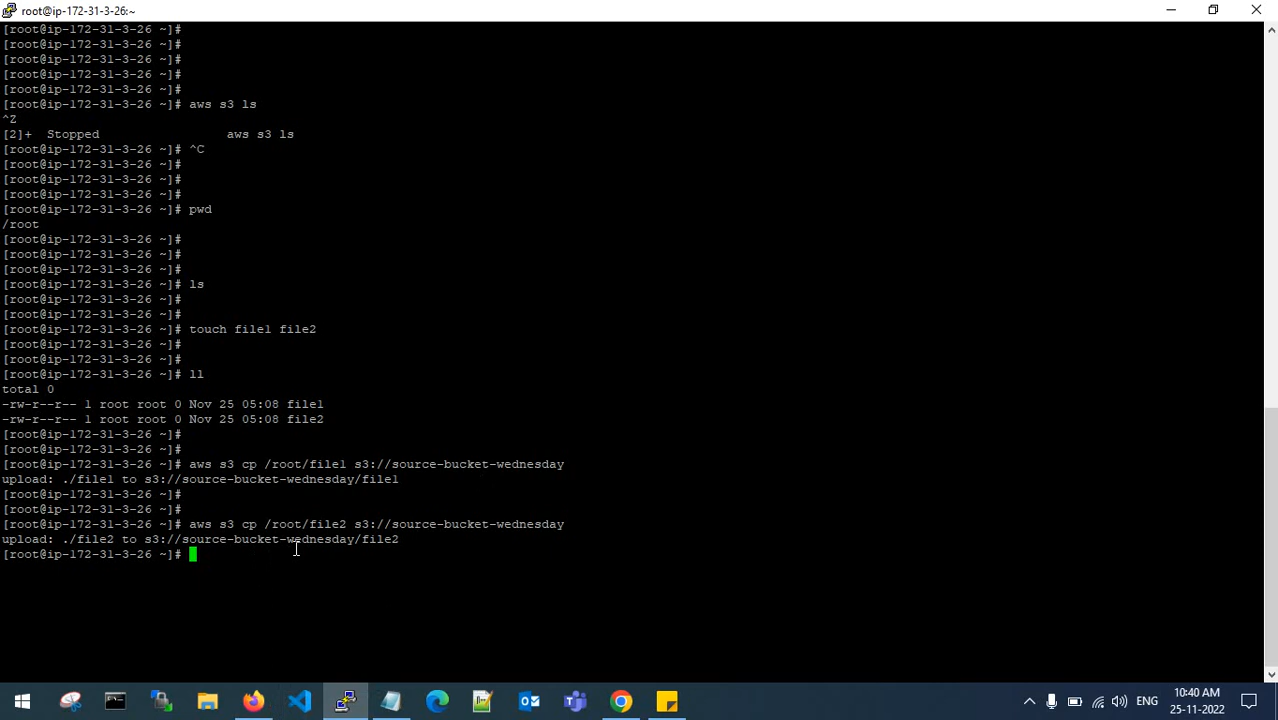 root@ip-172-31-3-26:~
[root@ip-172-31-3-26 ~]#
[root@ip-172-31-3-26 ~]#
[root@ip-172-31-3-26 ~]#
[root@ip-172-31-3-26 ~]#
[root@ip-172-31-3-26 ~]#
[root@ip-172-31-3-26 ~]# aws s3 ls
^Z
[2]+  Stopped                 aws s3 ls
[root@ip-172-31-3-26 ~]# ^C
[root@ip-172-31-3-26 ~]#
[root@ip-172-31-3-26 ~]#
[root@ip-172-31-3-26 ~]#
[root@ip-172-31-3-26 ~]# pwd
/root
[root@ip-172-31-3-26 ~]#
[root@ip-172-31-3-26 ~]#
[root@ip-172-31-3-26 ~]#
[root@ip-172-31-3-26 ~]# ls
[root@ip-172-31-3-26 ~]#
[root@ip-172-31-3-26 ~]#
[root@ip-172-31-3-26 ~]# touch file1 file2
[root@ip-172-31-3-26 ~]#
[root@ip-172-31-3-26 ~]#
[root@ip-172-31-3-26 ~]# ll
total 0
-rw-r--r-- 1 root root 0 Nov 25 05:08 file1
-rw-r--r-- 1 root root 0 Nov 25 05:08 file2
[root@ip-172-31-3-26 ~]#
[root@ip-172-31-3-26 ~]#
[root@ip-172-31-3-26 ~]# aws s3 cp /root/file1 s3://source-bucket-wednesday
upload: ./file1 to s3://source-bucket-wednesday/file1
[root@ip-172-31-3-26 ~]#
[root@ip-172-31-3-26 ~]#
[root@ip-172-31-3-26 ~]# aws s3 cp /root/file2 s3://source-bucket-wednesday
upload: ./file2 to s3://source-bucket-wednesday/file2
[root@ip-172-31-3-26 ~]#
ENG
10:40 AM
25-11-2022